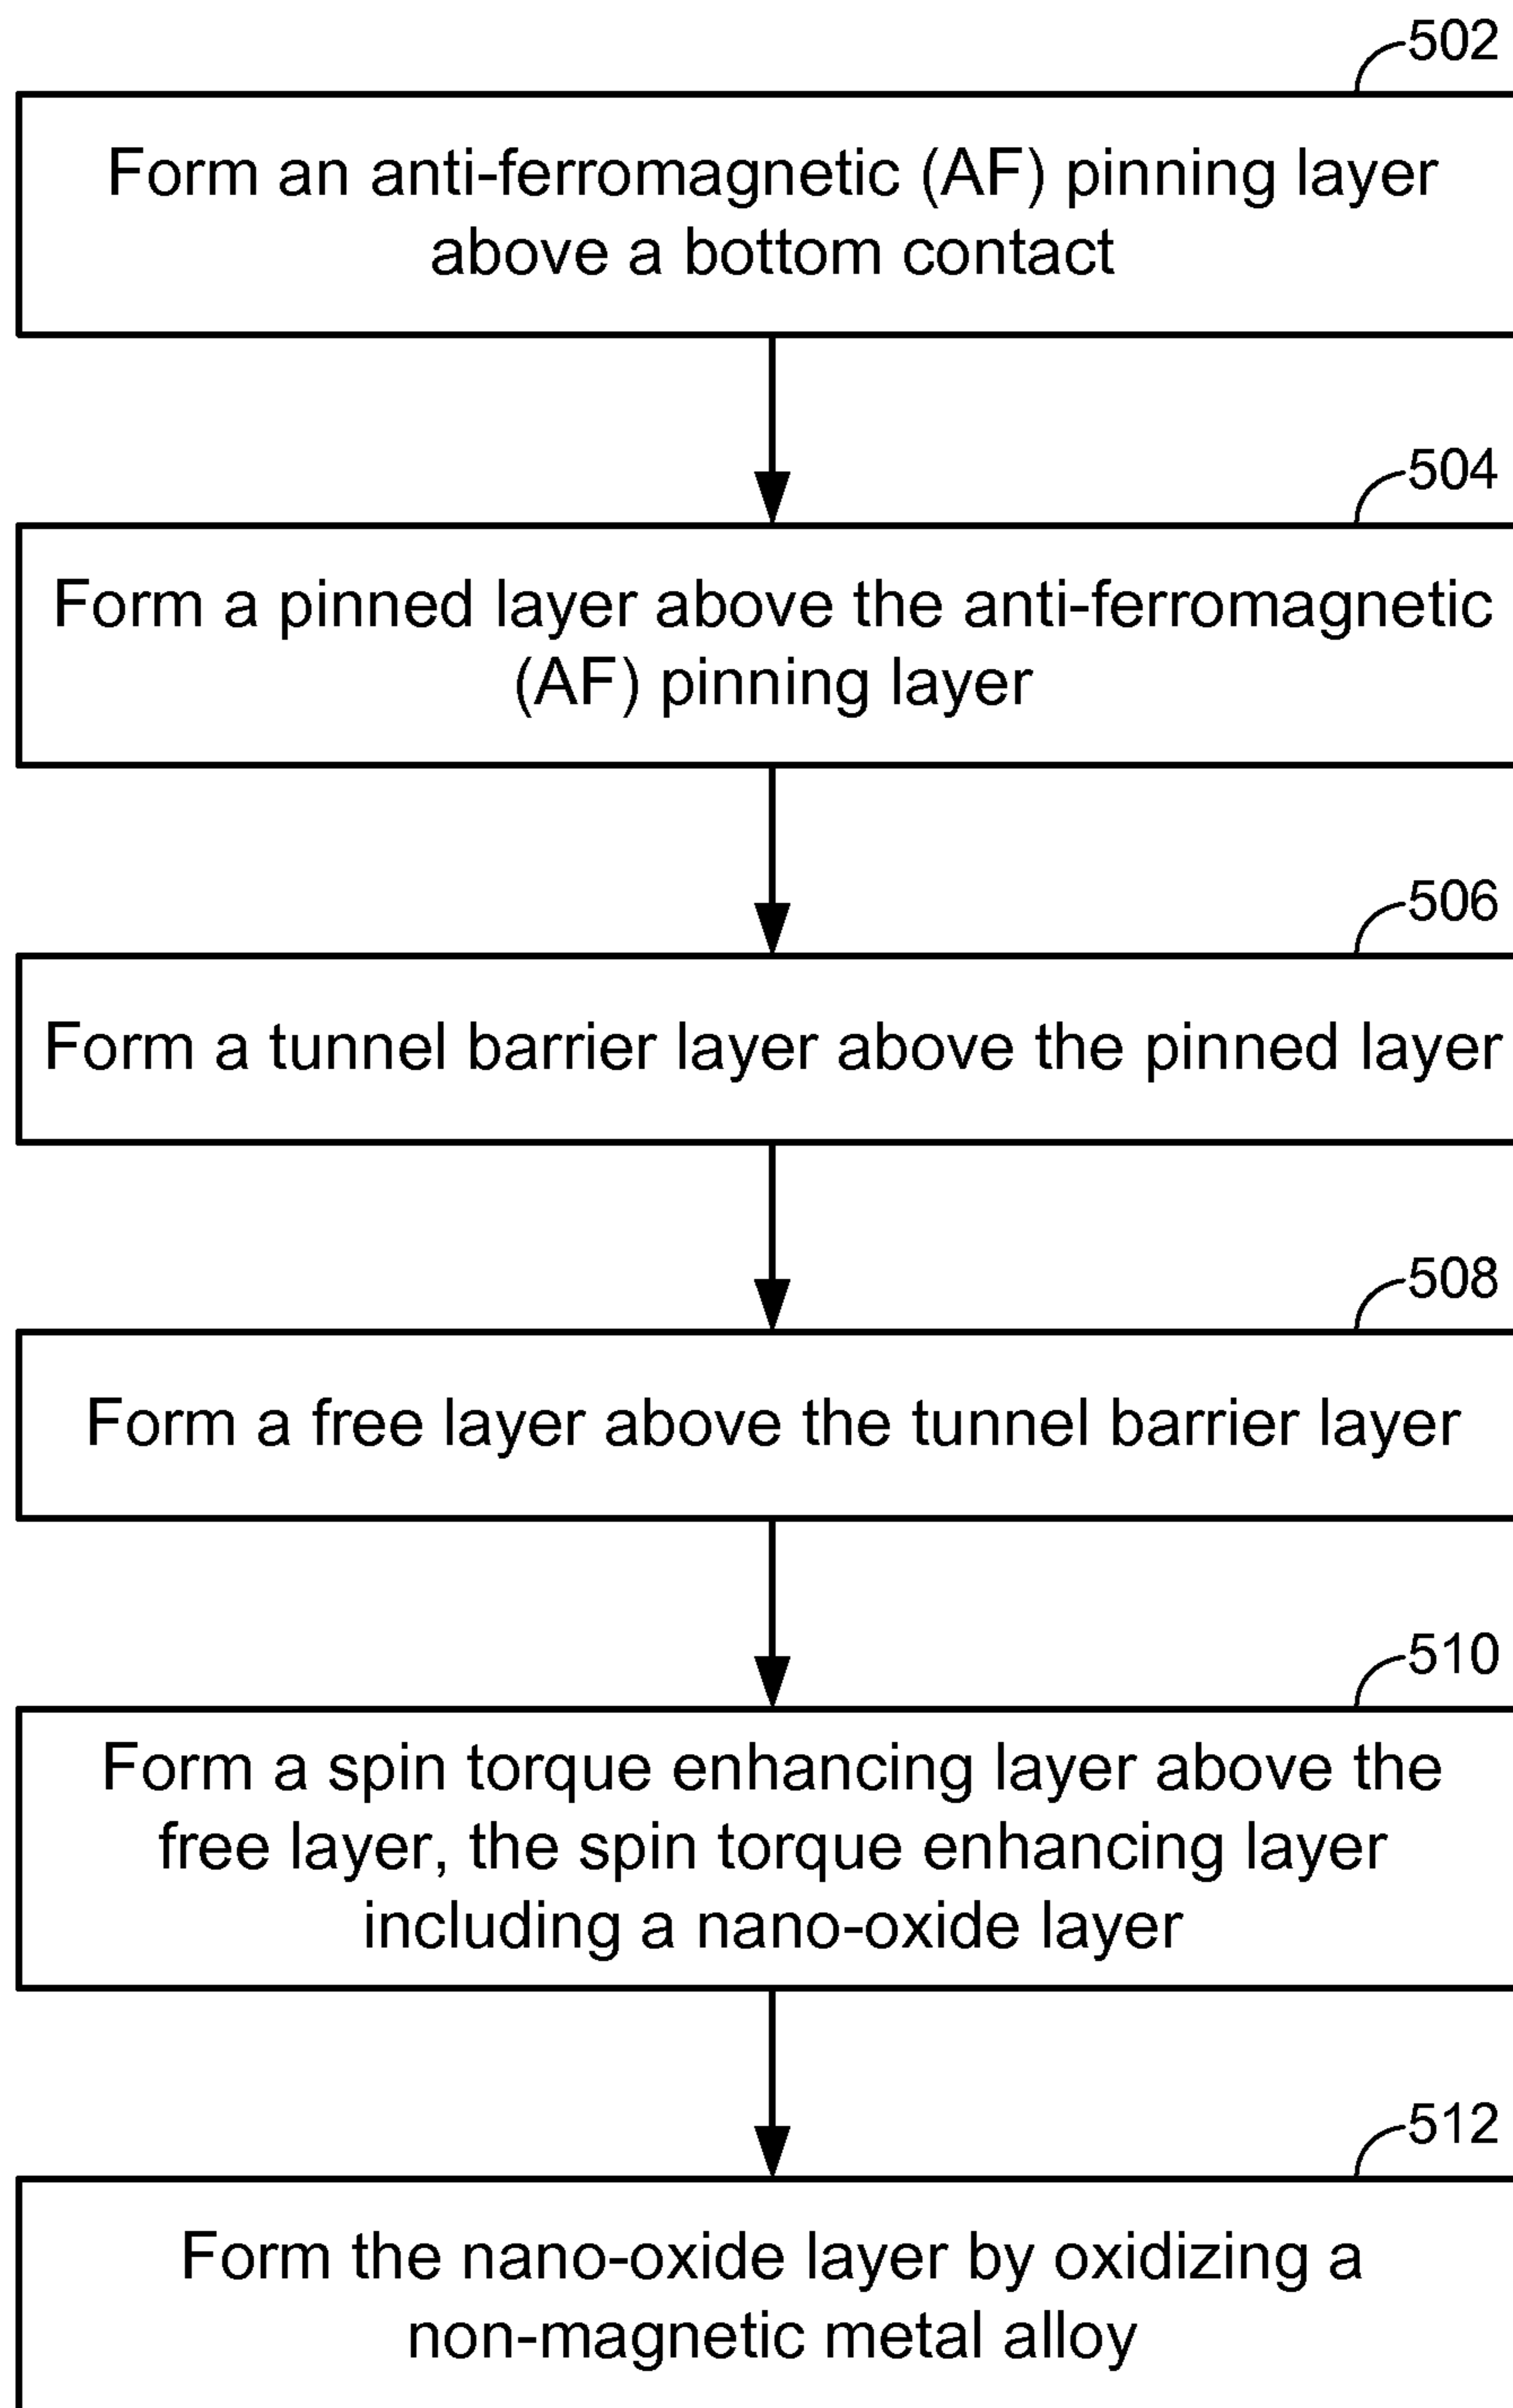 502
Form an anti-ferromagnetic (AF) pinning layer
above a bottom contact
504
Form a pinned layer above the anti-ferromagnetic
(AF) pinning layer
506
Form a tunnel barrier layer above the pinned layer
508
Form a free layer above the tunnel barrier layer
510
Form a spin torque enhancing layer above the
free layer, the spin torque enhancing layer
including a nano-oxide layer
512
Form the nano-oxide layer by oxidizing a
non-magnetic metal alloy